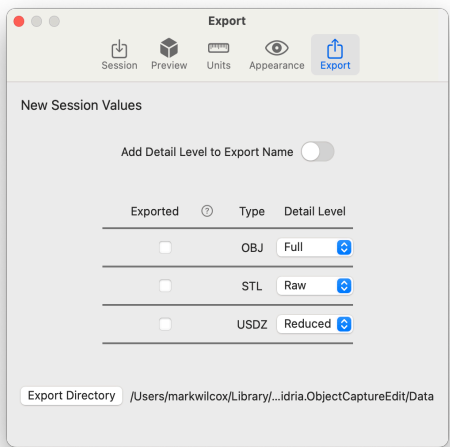 Export
Session Preview Units Appearance Export
New Session Values
Add Detail Level to Export Name
Exported ? Type Detail Level
OBJ Full
STL Raw
USDZ Reduced
Export Directory /Users/markwilcox/Library/...idria.ObjectCaptureEdit/Data